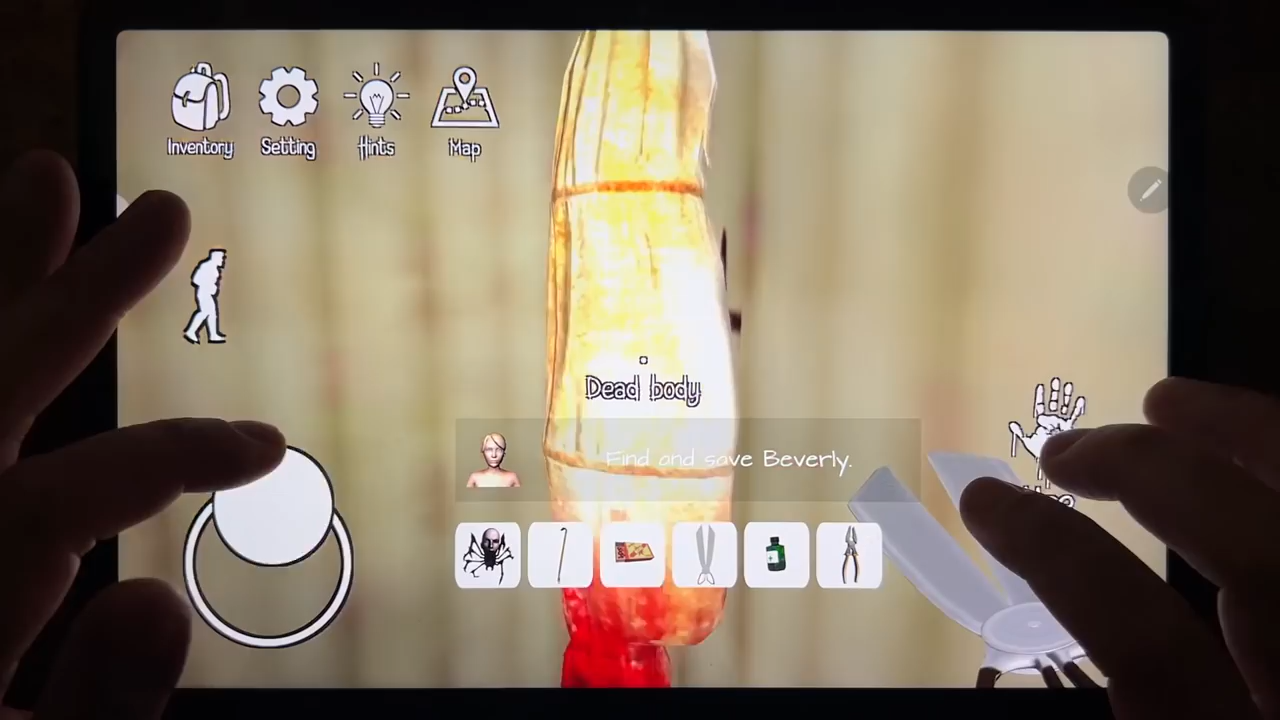 Inventory
Setting
Hints
Map
Dead body
Find and save Beverly.